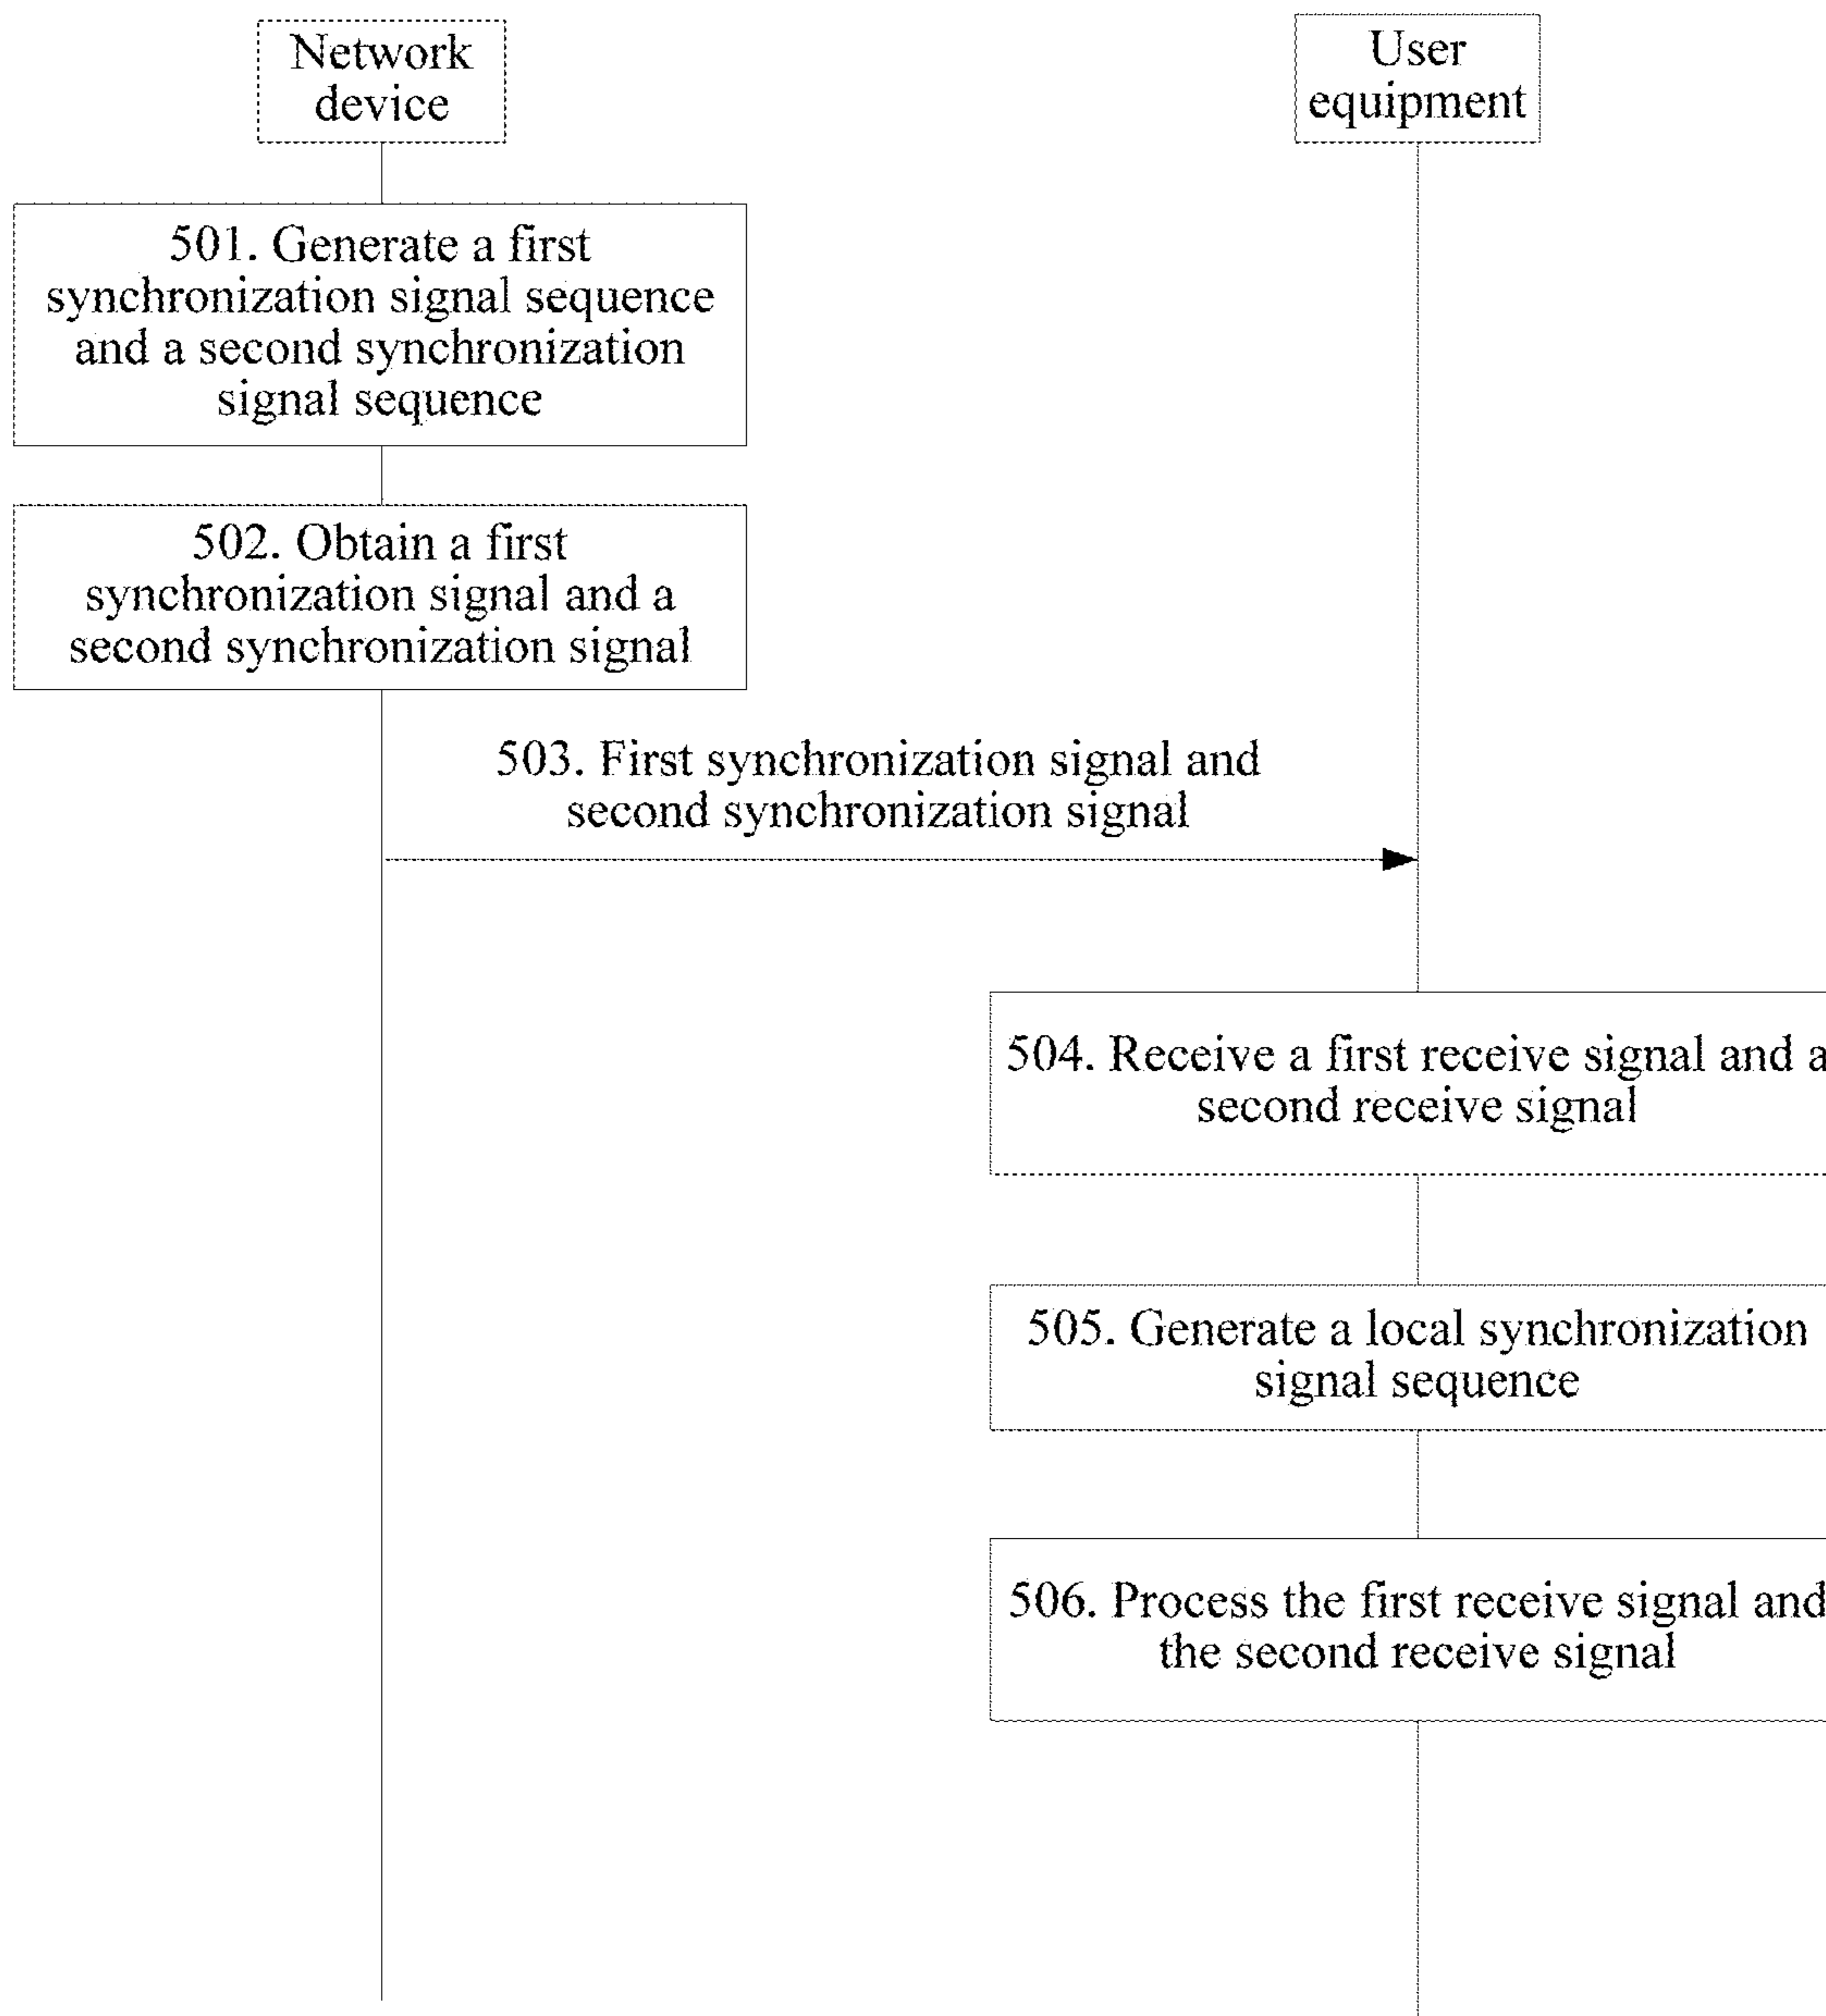 Network
device
User
equipment
501. Generate a first
synchronization signal sequence
and a second synchronization
signal sequence
502. Obtain a first
synchronization signal and a
second synchronization signal
503. First synchronization signal and
second synchronization signal
504. Receive a first receive signal and a
second receive signal
505. Generate a local synchronization
signal sequence
506. Process the first receive signal and
the second receive signal